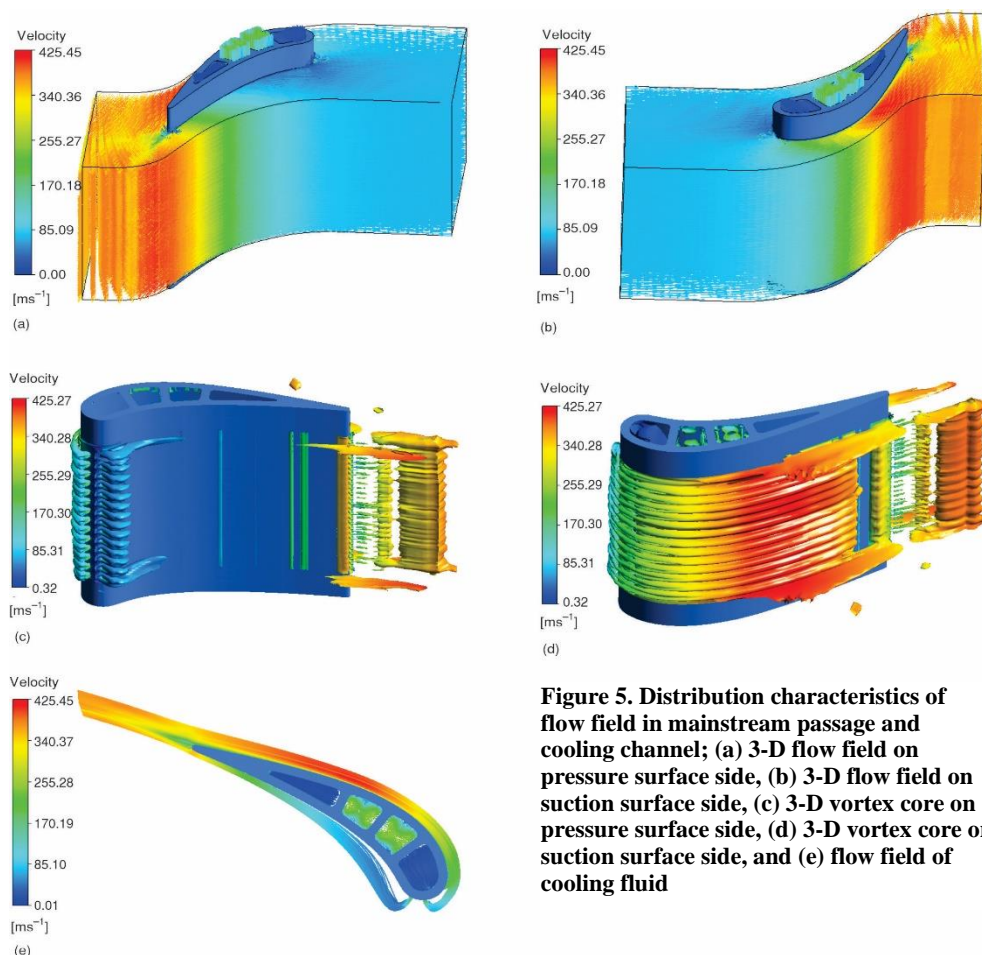 Velocity
425.45
340.36
255.27
170.18
85.09
0.00
[ms⁻¹]
(a)
Velocity
425.45
340.36
255.27
170.18
85.09
0.00
[ms⁻¹]
(b)
Velocity
425.27
340.28
255.29
170.30
85.31
0.32
[ms⁻¹]
(c)
Velocity
425.27
340.28
255.29
170.30
85.31
0.32
[ms⁻¹]
(d)
Velocity
425.45
340.37
255.28
170.19
85.10
0.01
[ms⁻¹]
(e)
Figure 5. Distribution characteristics of
flow field in mainstream passage and
cooling channel; (a) 3-D flow field on
pressure surface side, (b) 3-D flow field on
suction surface side, (c) 3-D vortex core on
pressure surface side, (d) 3-D vortex core on
suction surface side, and (e) flow field of
cooling fluid